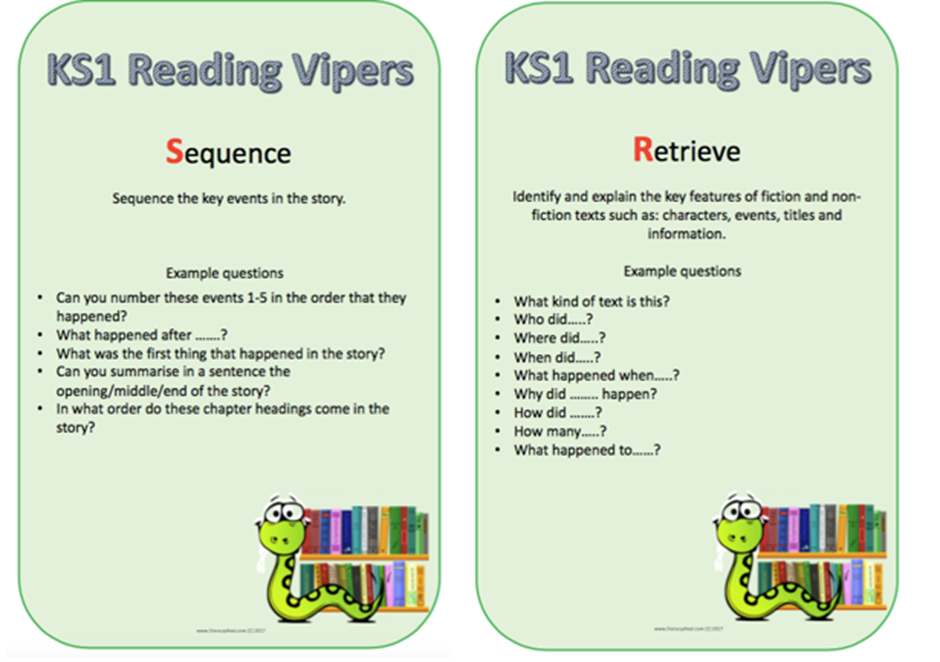 KS1 Reading Vipers
Sequence
Sequence the key events in the story.
Example questions
• Can you number these events 1-5 in the order that they
happened?
• What happened after .......?
• What was the first thing that happened in the story?
• Can you summarise in a sentence the
opening/middle/end of the story?
• In what order do these chapter headings come in the
story?
KS1 Reading Vipers
Retrieve
Identify and explain the key features of fiction and non-
fiction texts such as: characters, events, titles and
information.
Example questions
• What kind of text is this?
• Who did.....?
• Where did.....?
• When did.....?
• What happened when.....?
• Why did ........ happen?
• How did .......?
• How many.....?
• What happened to......?